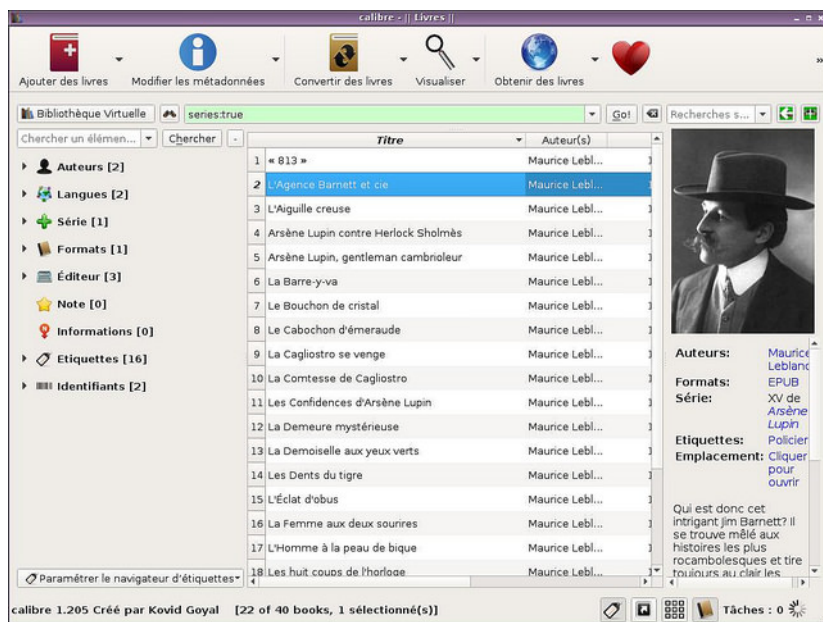 calibre - || Livres ||
Ajouter des livres
Modifier les métadonnées
Convertir des livres
Visualiser
Obtenir des livres
»
Bibliothèque Virtuelle
series:true
Go!
Recherches s...
Chercher un élémen...
Chercher
-
Auteurs [2]
Langues [2]
Série [1]
Formats [1]
Éditeur [3]
Note [0]
Informations [0]
Etiquettes [16]
Identifiants [2]
Paramétrer le navigateur d'étiquettes
Titre Auteur(s)
1 « 813 » Maurice Lebl...
2 L'Agence Barnett et cie Maurice Lebl...
3 L'Aiguille creuse Maurice Lebl...
4 Arsène Lupin contre Herlock Sholmès Maurice Lebl...
5 Arsène Lupin, gentleman cambrioleur Maurice Lebl...
6 La Barre-y-va Maurice Lebl...
7 Le Bouchon de cristal Maurice Lebl...
8 Le Cabochon d'émeraude Maurice Lebl...
9 La Cagliostro se venge Maurice Lebl...
10 La Comtesse de Cagliostro Maurice Lebl...
11 Les Confidences d'Arsène Lupin Maurice Lebl...
12 La Demeure mystérieuse Maurice Lebl...
13 La Demoiselle aux yeux verts Maurice Lebl...
14 Les Dents du tigre Maurice Lebl...
15 L'Éclat d'obus Maurice Lebl...
16 La Femme aux deux sourires Maurice Lebl...
17 L'Homme à la peau de bique Maurice Lebl...
18 Les huit coups de l'horloge Maurice Lebl...
Auteurs: Maurice
Leblanc
Formats: EPUB
Série: XV de
Arsène
Lupin
Etiquettes: Policier
Emplacement: Cliquer
pour
ouvrir
Qui est donc cet
intrigant Jim Barnett? Il
se trouve mêlé aux
histoires les plus
rocambolesques et tire
toujours au clair les
calibre 1.205 Créé par Kovid Goyal [22 of 40 books, 1 sélectionné(s)]
Tâches : 0